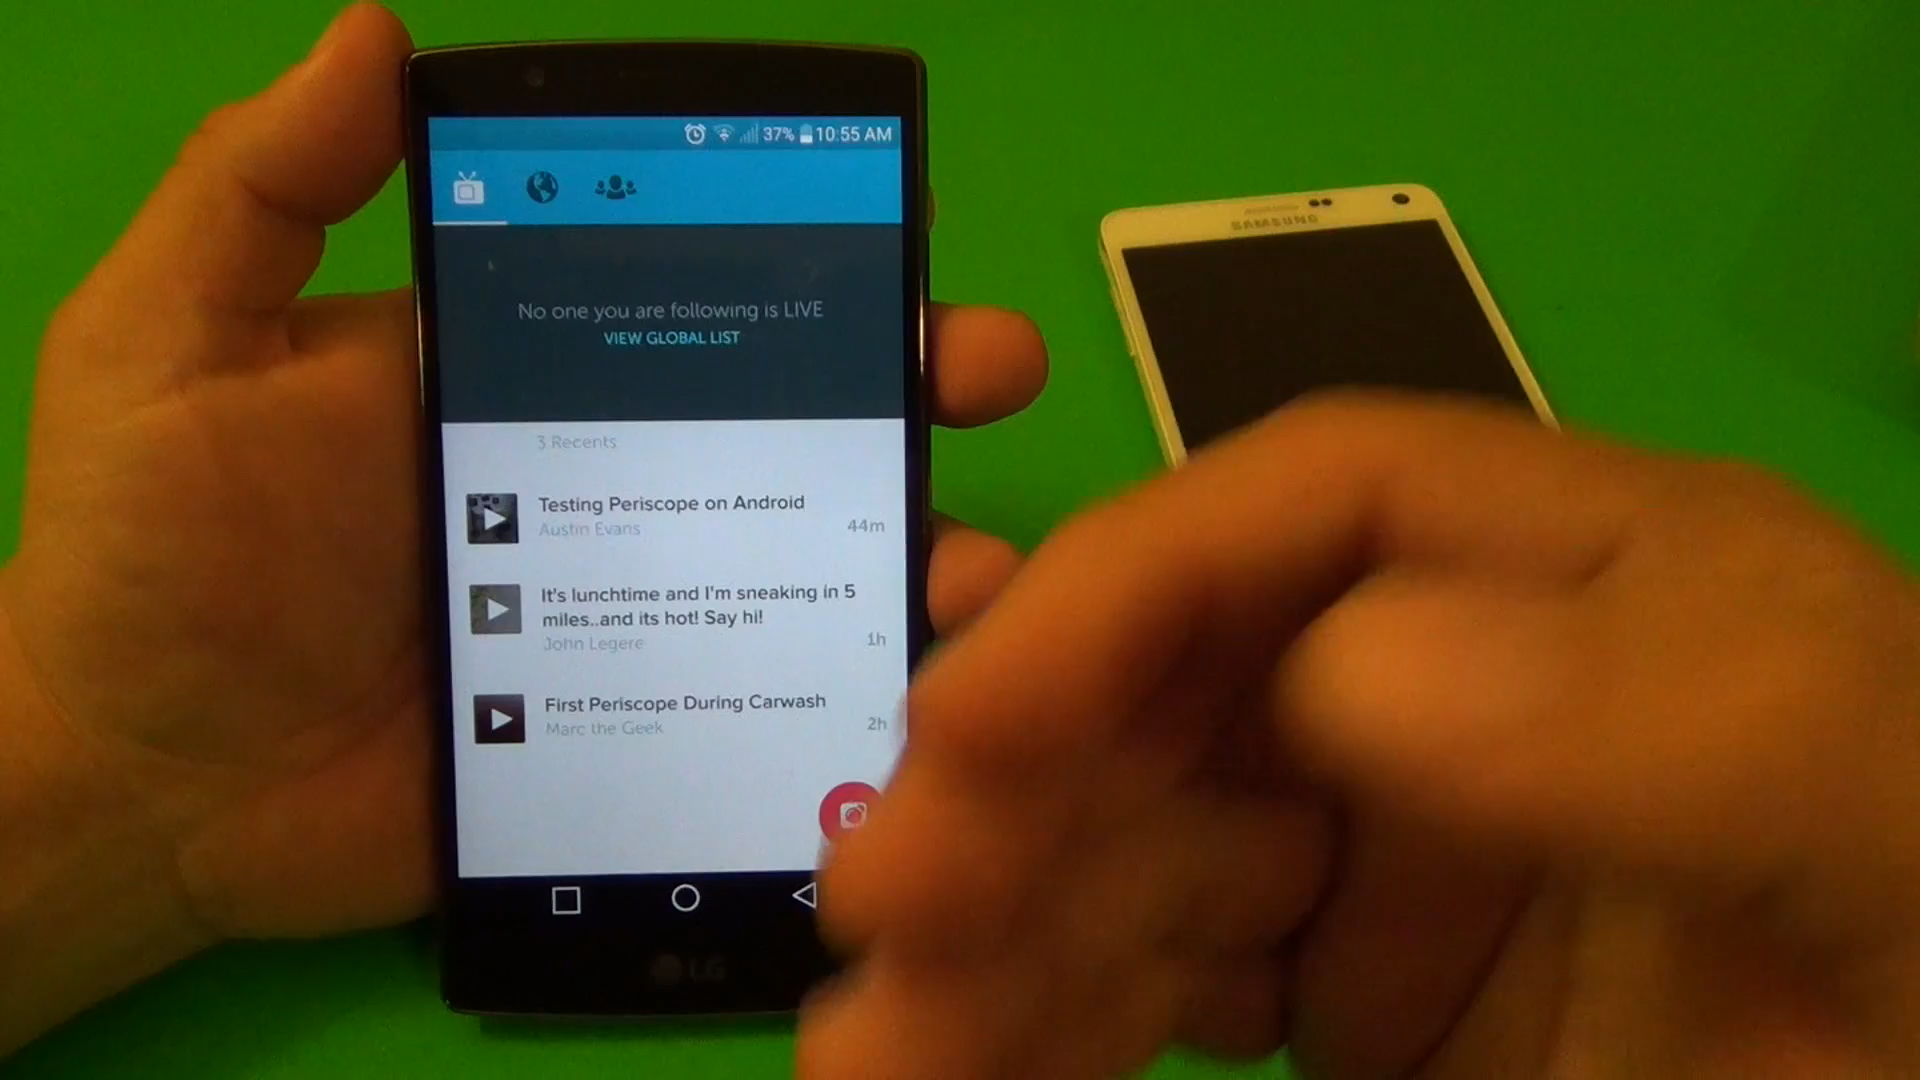 37% 10:55 AM
SAMSUNG
No one you are following is LIVE
VIEW GLOBAL LIST
3 Recents
Testing Periscope on Android
Austin Evans
44m
It's lunchtime and I'm sneaking in 5
miles..and its hot! Say hi!
John Legere
1h
First Periscope During Carwash
Marc the Geek
2h
LG